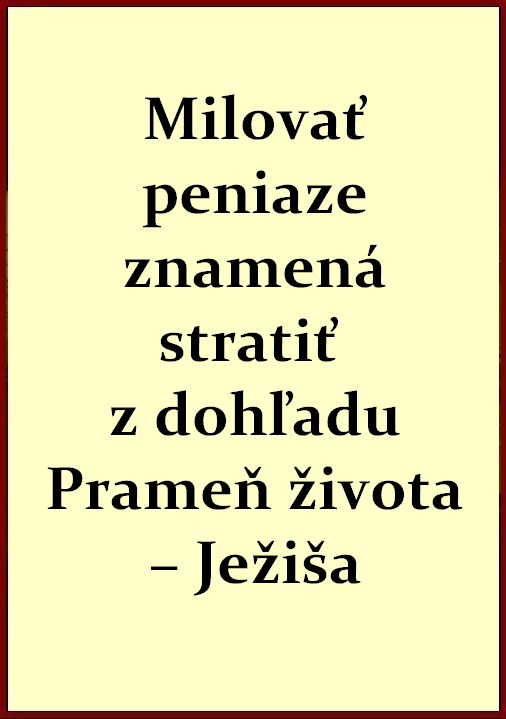 Milovať
peniaze
znamená
stratiť
z dohľadu
Prameň života
– Ježiša